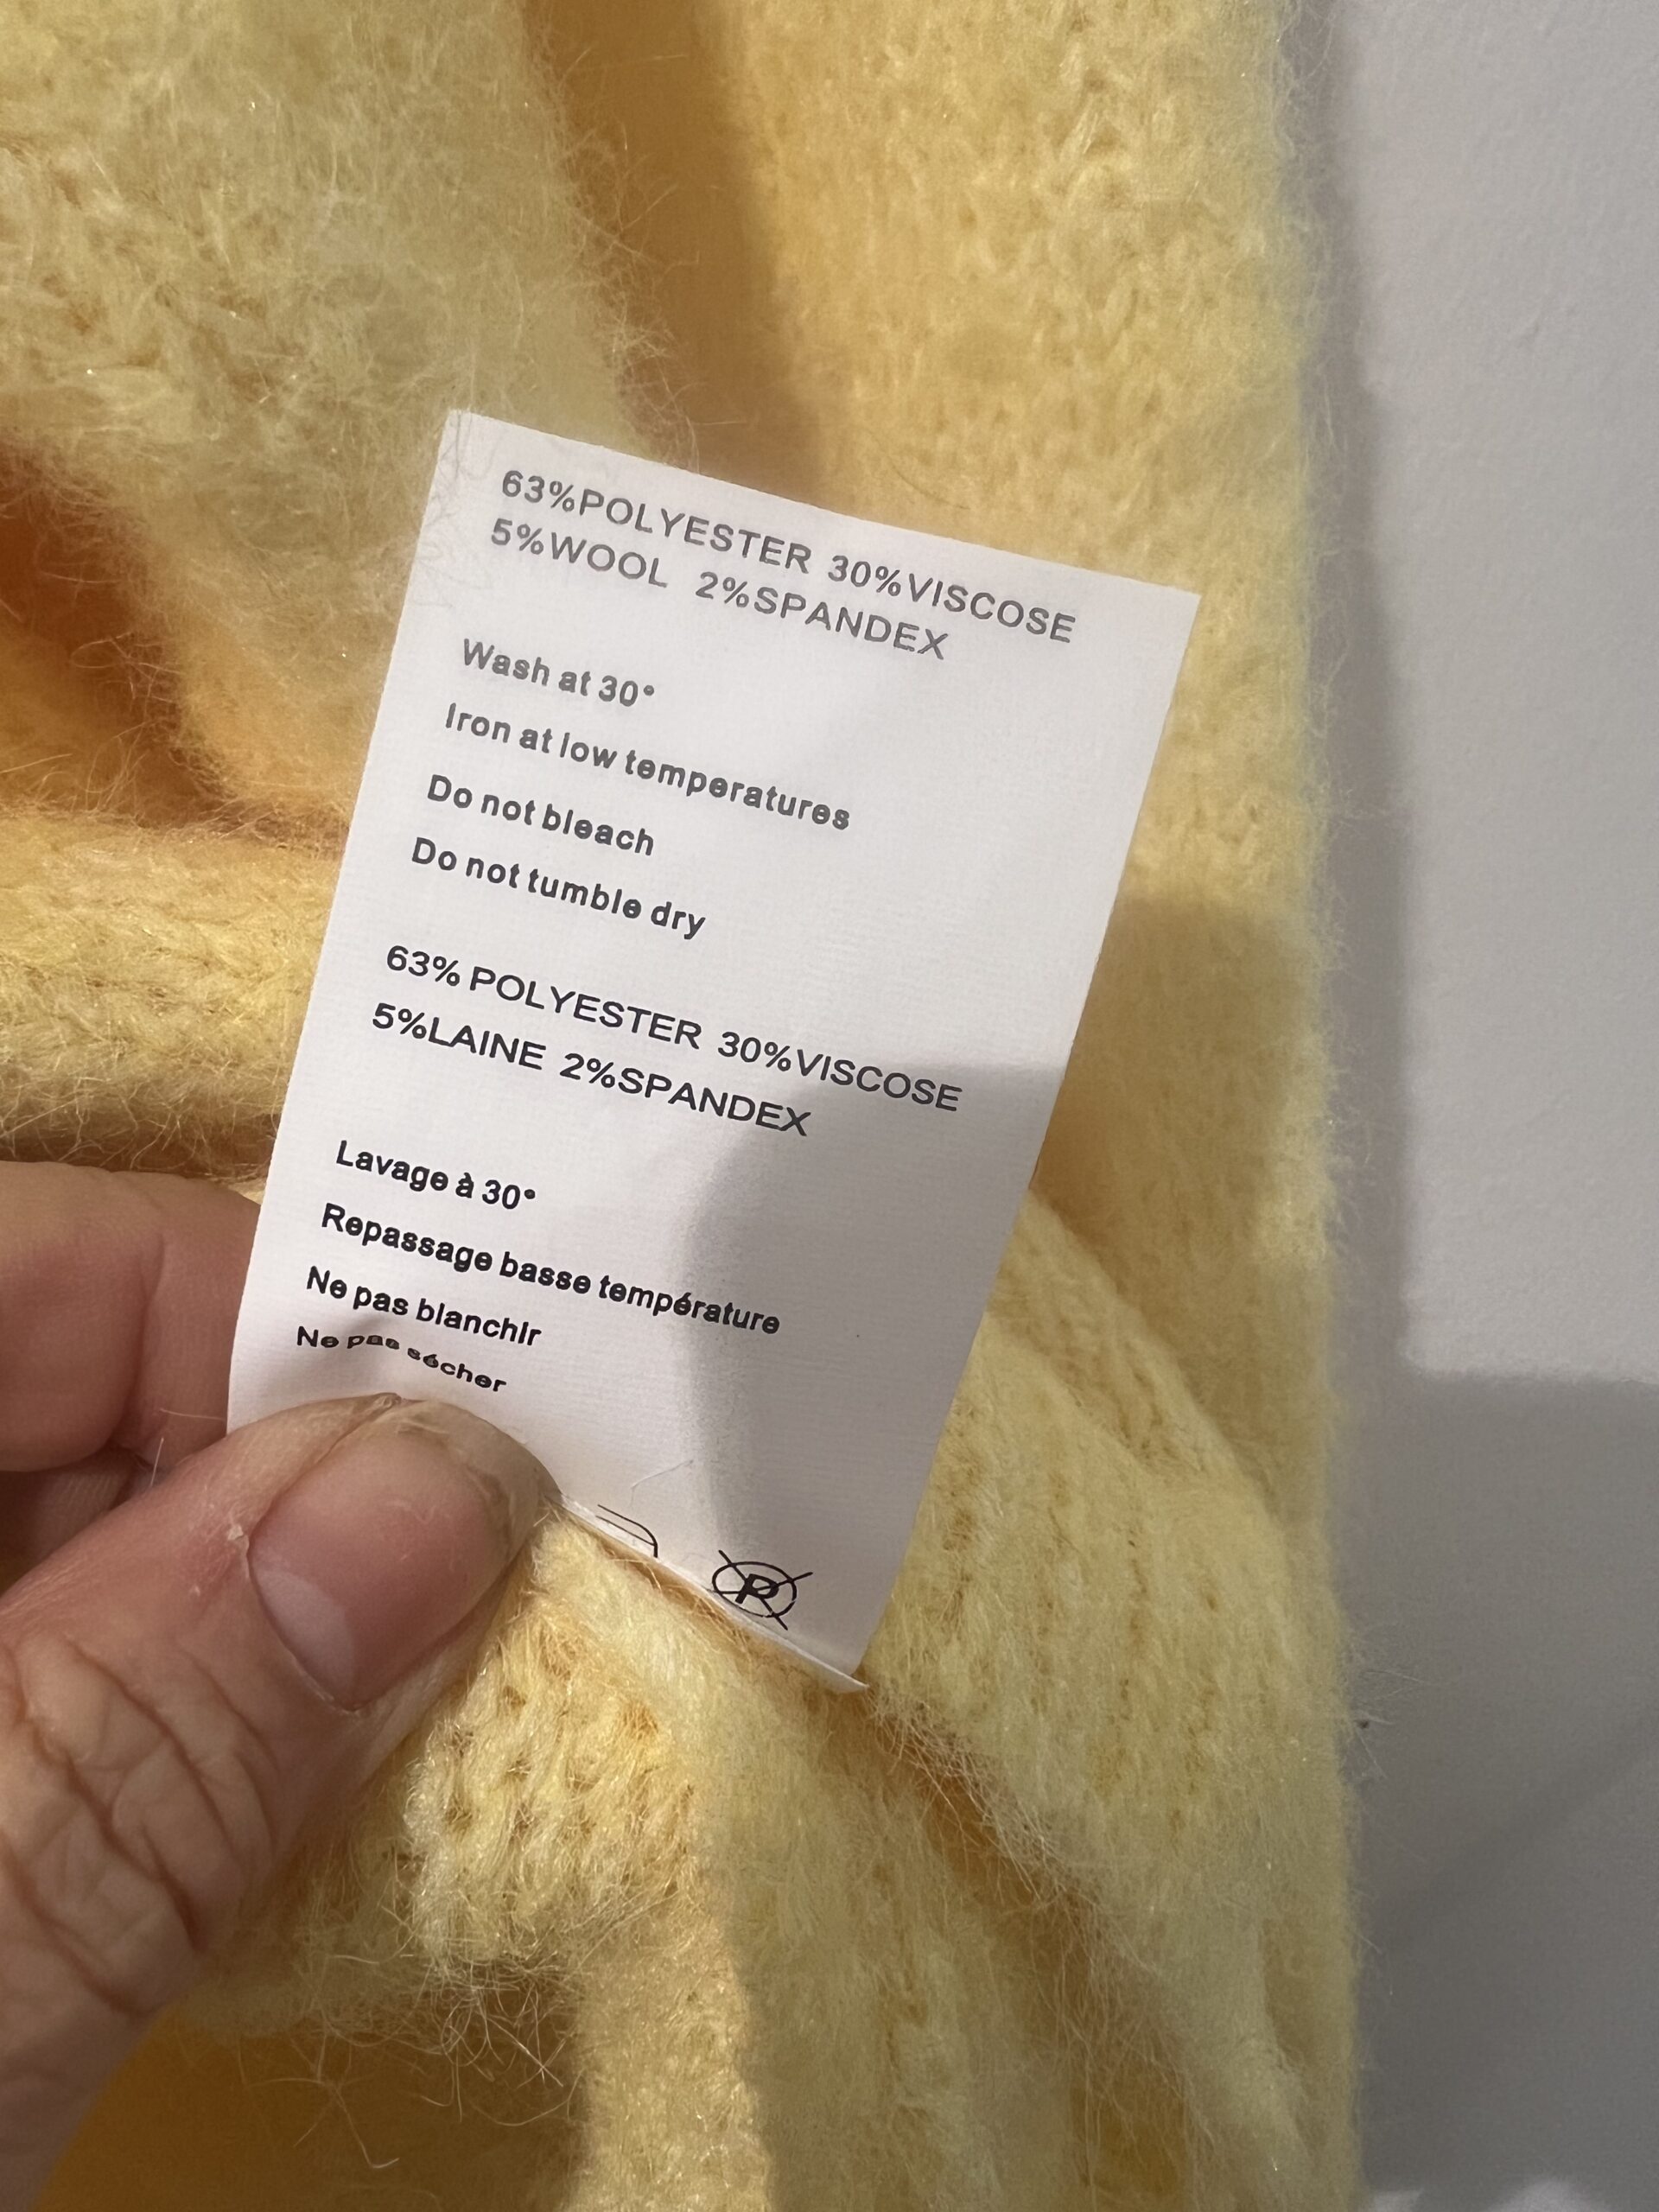 63%POLYESTER 30%VISCOSE
5%WOOL 2%SPANDEX
Wash at 30°
Iron at low temperatures
Do not bleach
Do not tumble dry
63% POLYESTER 30%VISCOSE
5%LAINE 2%SPANDEX
Lavage à 30°
Repassage basse température
Ne pas blanchir
Ne pas sécher
P